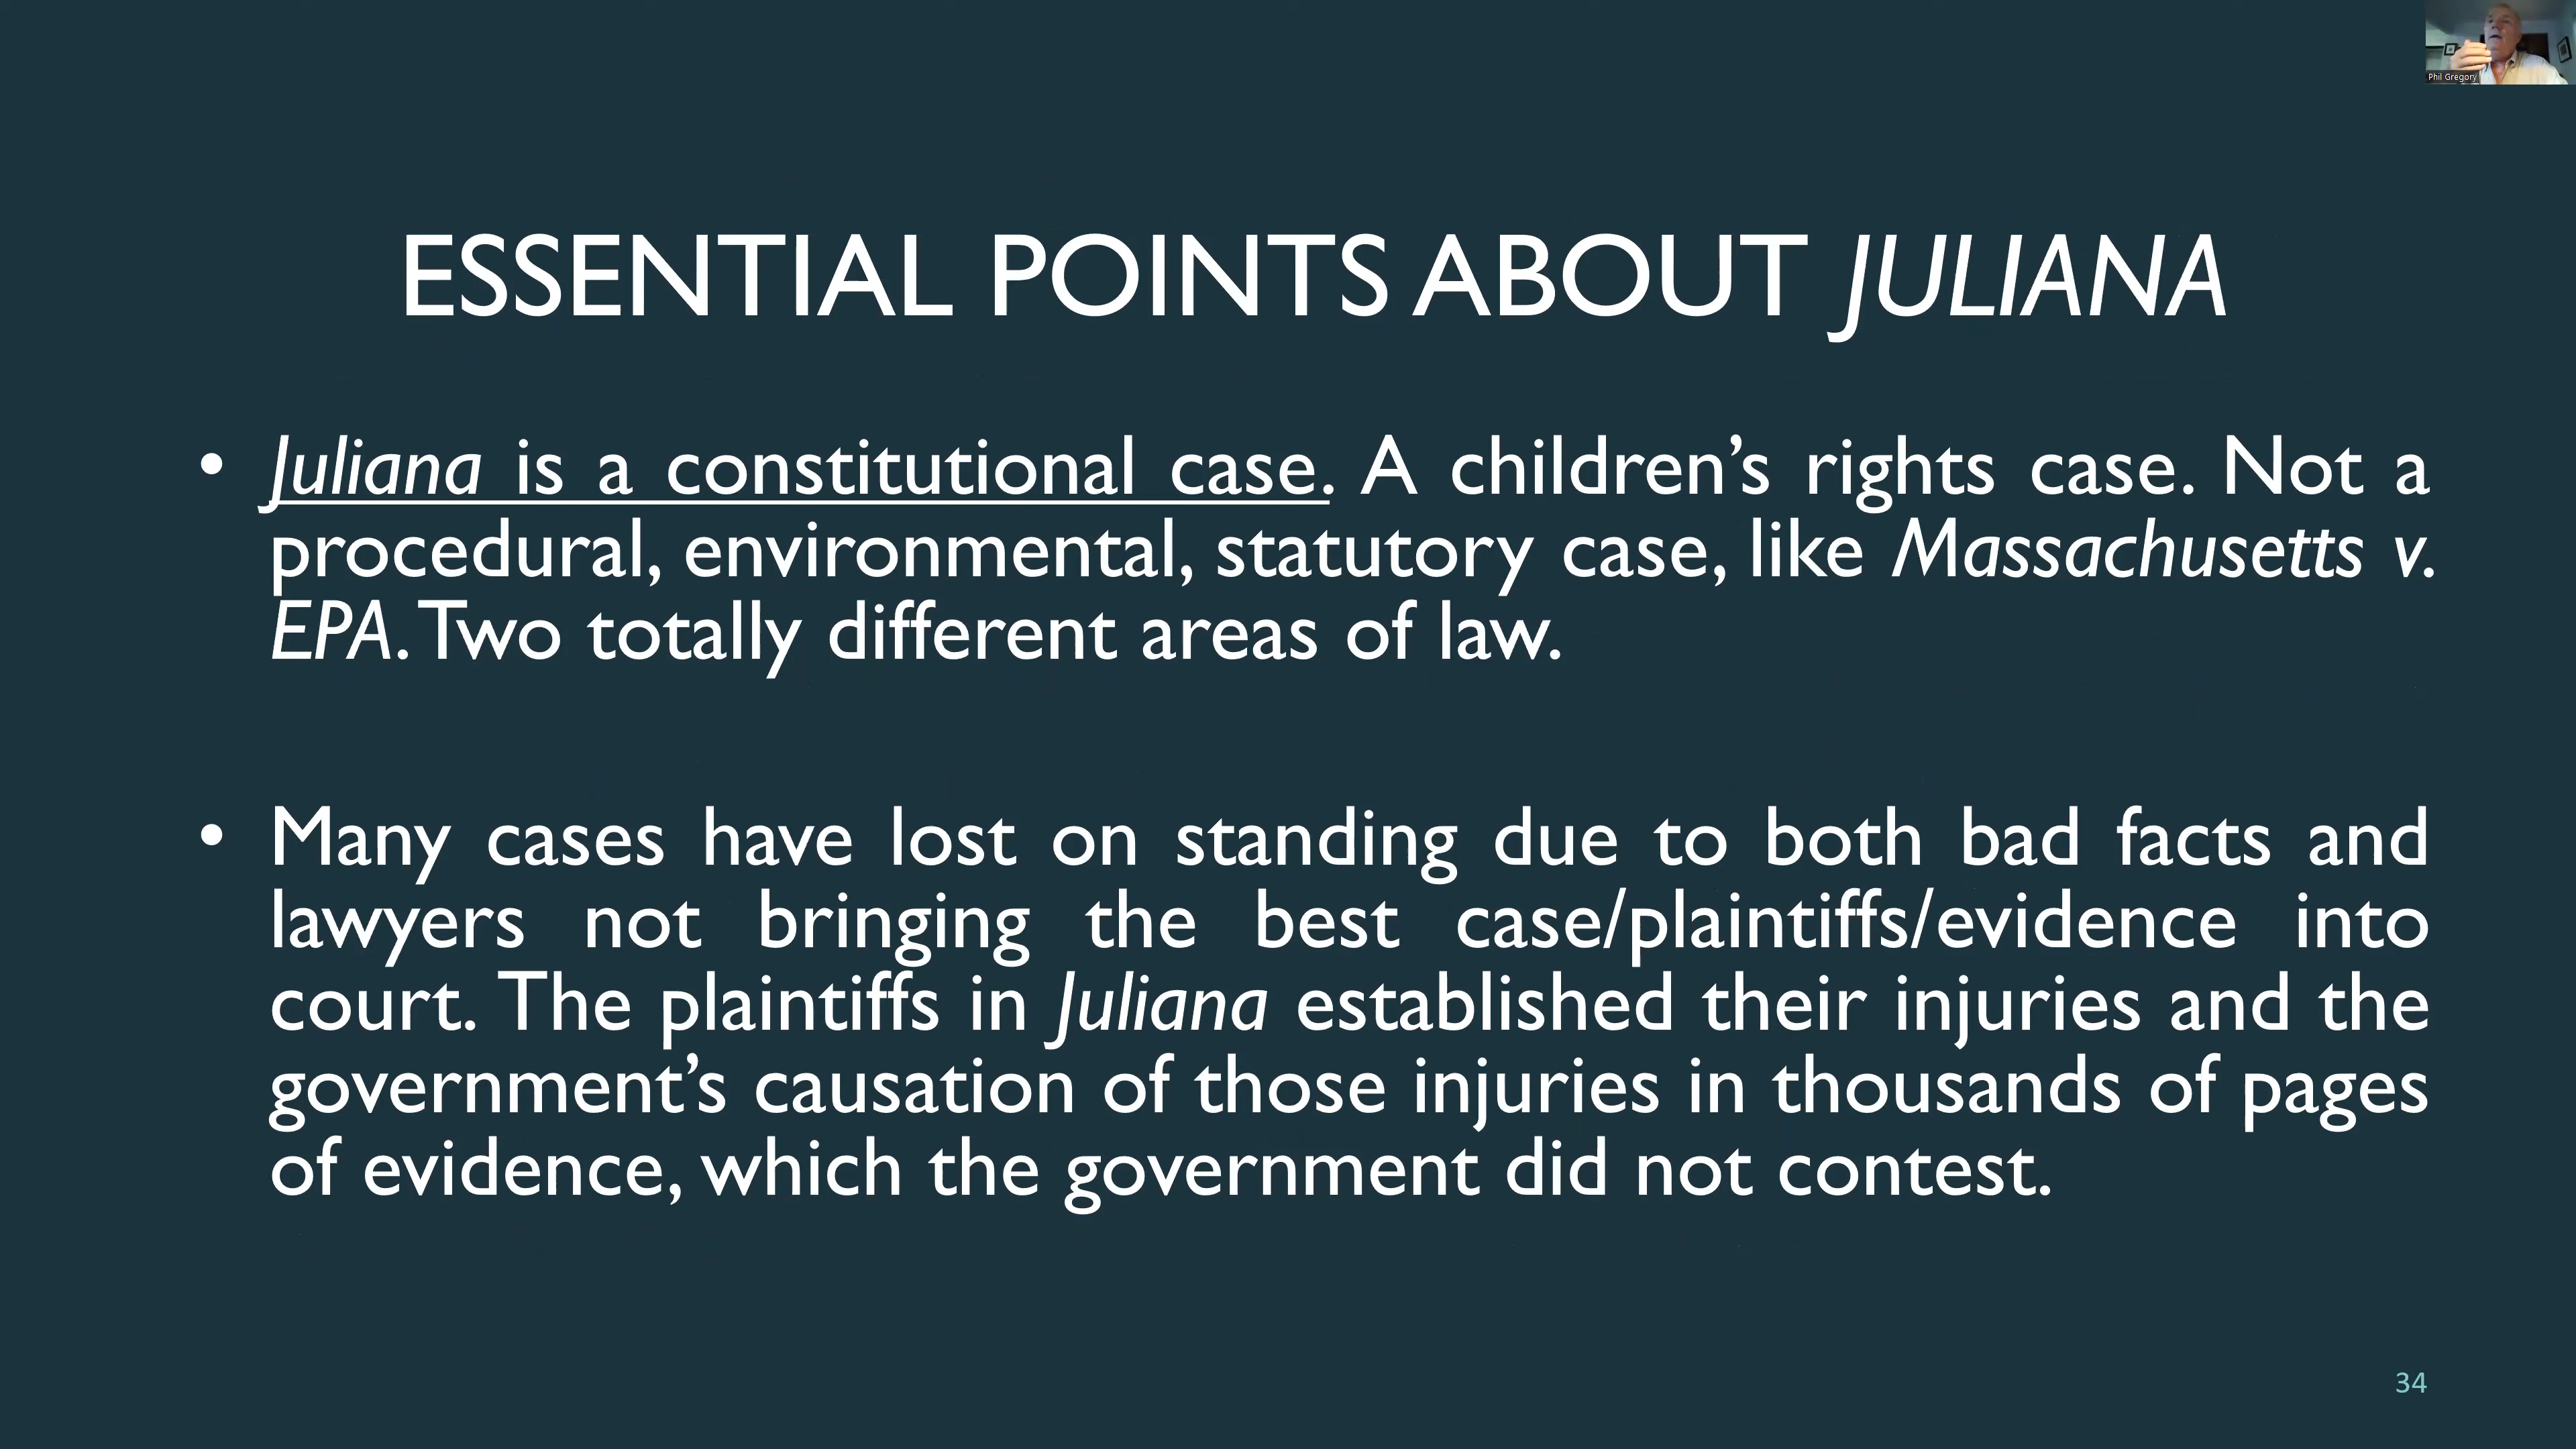 Phil Gregory
ESSENTIAL POINTS ABOUT JULIANA
• Juliana is a constitutional case. A children’s rights case. Not a
procedural, environmental, statutory case, like Massachusetts v.
EPA. Two totally different areas of law.
• Many cases have lost on standing due to both bad facts and
lawyers not bringing the best case/plaintiffs/evidence into
court. The plaintiffs in Juliana established their injuries and the
government’s causation of those injuries in thousands of pages
of evidence, which the government did not contest.
34